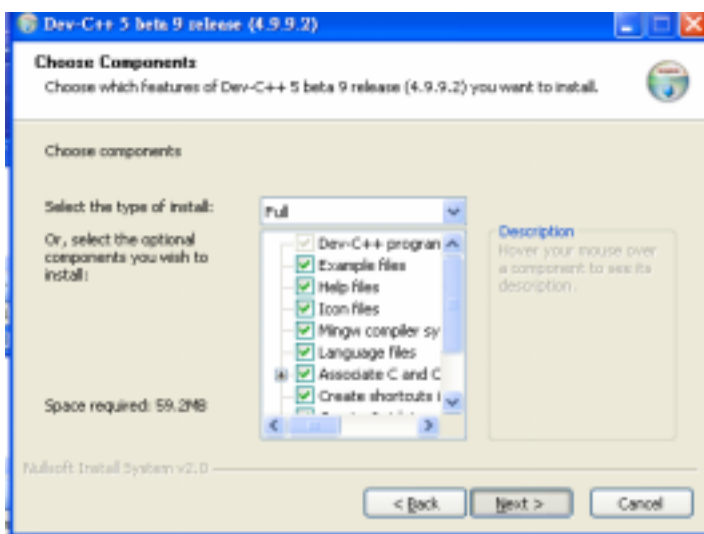 Dev-C++ 5 beta 9 release (4.9.9.2)
Choose Components
Choose which features of Dev-C++ 5 beta 9 release (4.9.9.2) you want to install.
Choose components
Select the type of install:
Full
Or, select the optional
components you wish to
install:
Dev-C++ program
Example files
Help files
Icon files
Mingw compiler sy
Language files
Associate C and C
Create shortcuts i
Description
Hover your mouse over
a component to see its
description.
Space required: 59.2MB
Nullsoft Install System v2.0
< Back
Next >
Cancel